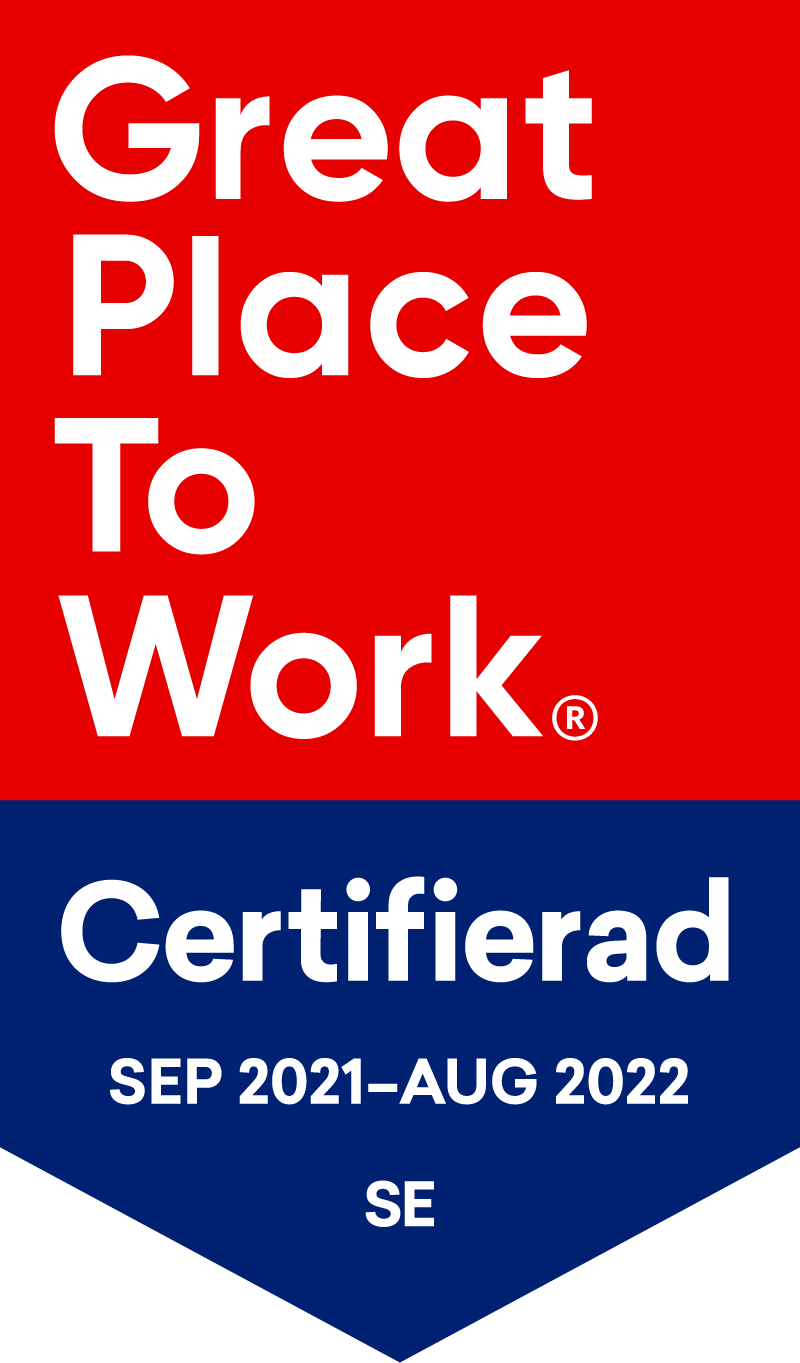 Great
Place
To
Work®
Certifierad
SEP 2021–AUG 2022
SE